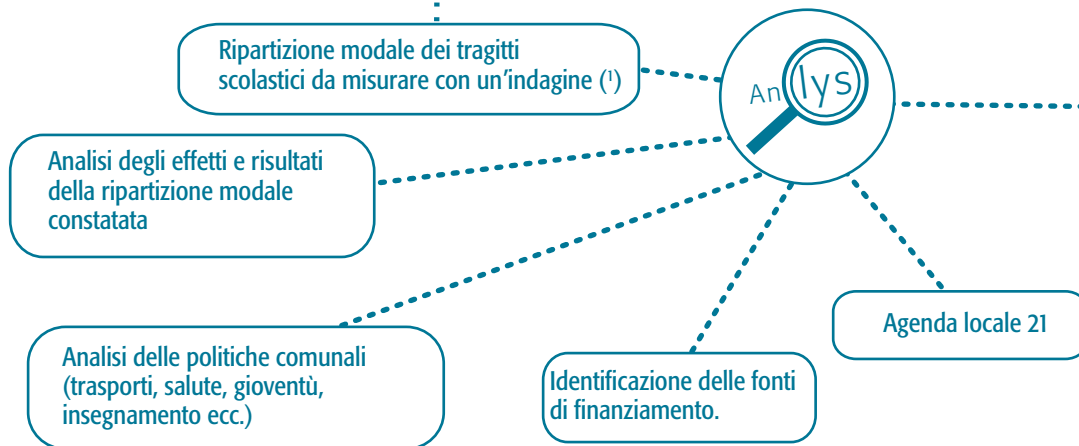 Ripartizione modale dei tragitti
scolastici da misurare con un'indagine (¹)
An lys
Analisi degli effetti e risultati
della ripartizione modale
constatata
Agenda locale 21
Analisi delle politiche comunali
(trasporti, salute, gioventù,
insegnamento ecc.)
Identificazione delle fonti
di finanziamento.